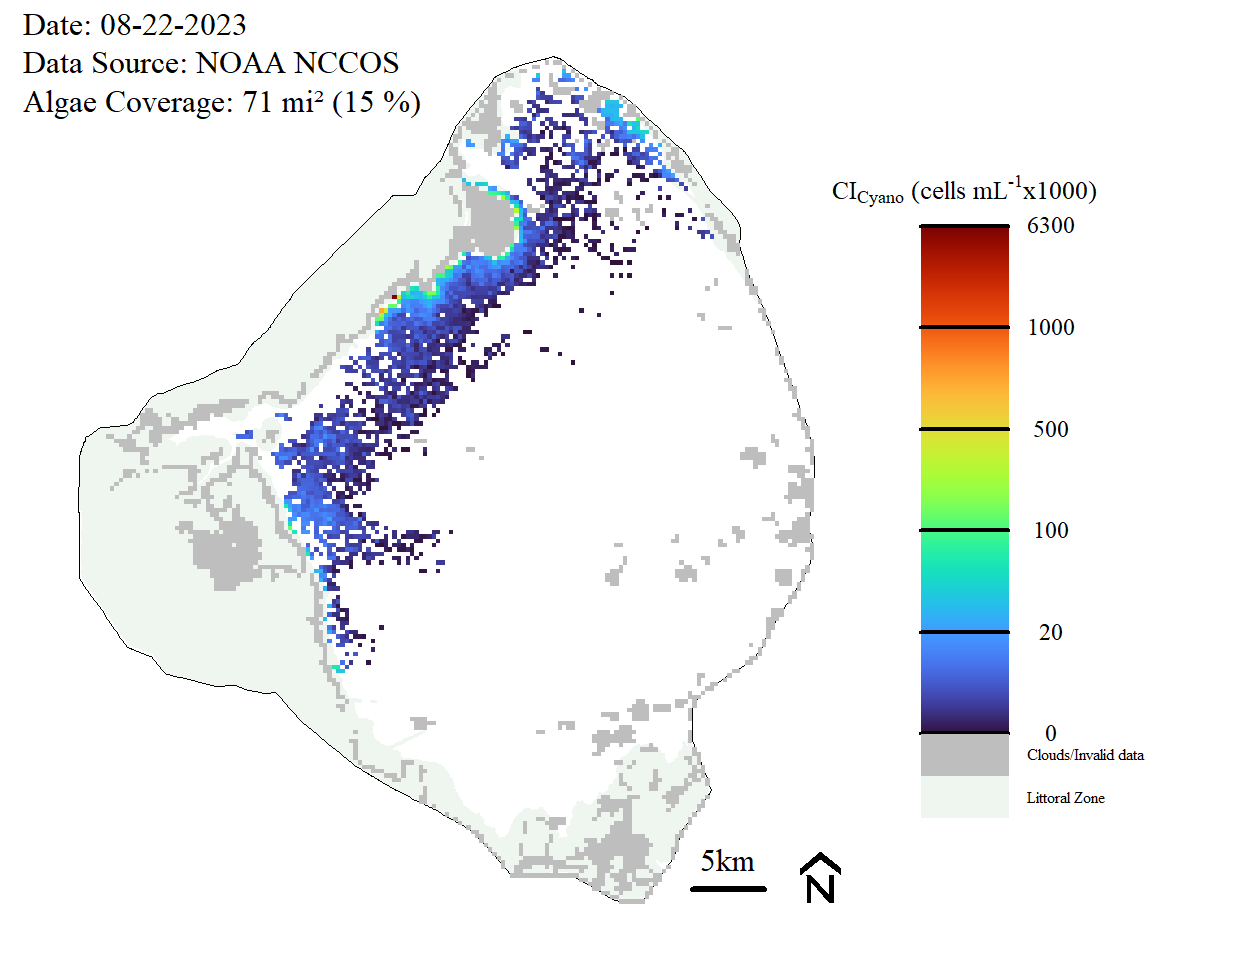 Date: 08-22-2023
Data Source: NOAA NCCOS
Algae Coverage: 71 mi² (15 %)
CI_Cyano (cells mL⁻¹x1000)
6300
1000
500
100
20
0
Clouds/Invalid data
Littoral Zone
5km
N